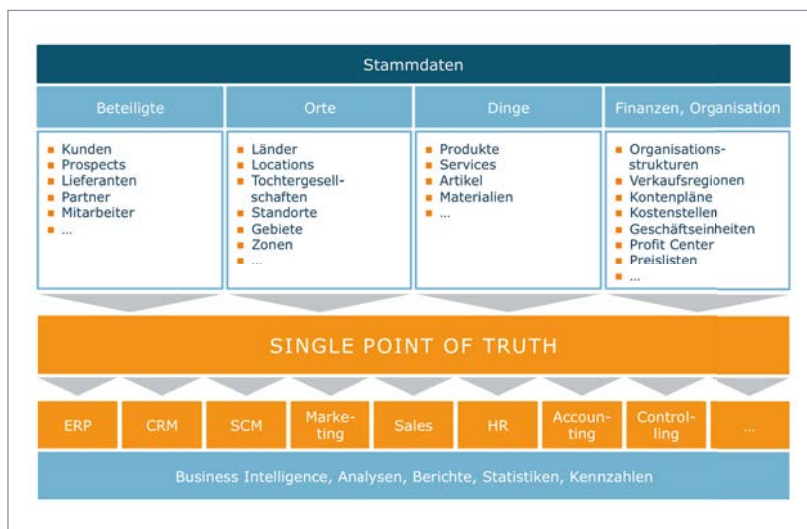 Stammdaten
Beteiligte
Orte
Dinge
Finanzen, Organisation
Kunden
Prospects
Lieferanten
Partner
Mitarbeiter
...
Länder
Locations
Tochtergesell-
schaften
Standorte
Gebiete
Zonen
...
Produkte
Services
Artikel
Materialien
...
Organisations-
strukturen
Verkaufsregionen
Kontenpläne
Kostenstellen
Geschäftseinheiten
Profit Center
Preislisten
...
SINGLE POINT OF TRUTH
ERP
CRM
SCM
Marke-
ting
Sales
HR
Accoun-
ting
Control-
ling
...
Business Intelligence, Analysen, Berichte, Statistiken, Kennzahlen